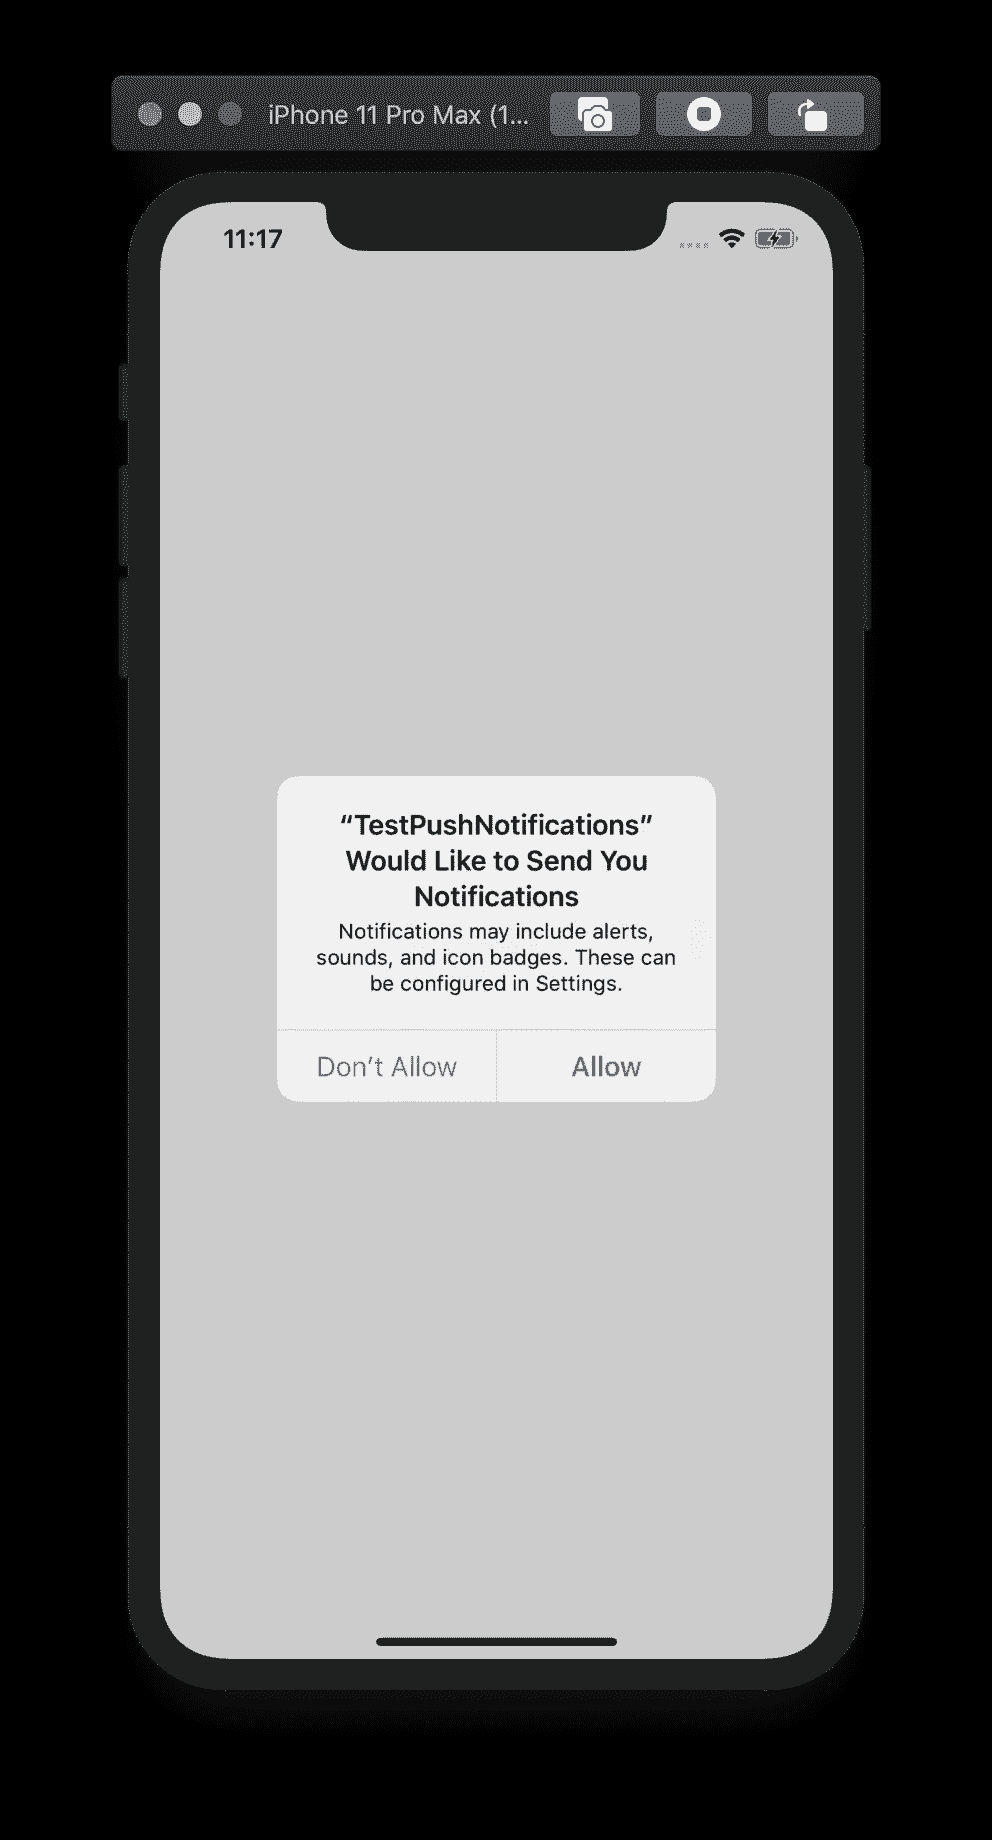 iPhone 11 Pro Max (1...
11:17
“TestPushNotifications”
Would Like to Send You
Notifications
Notifications may include alerts,
sounds, and icon badges. These can
be configured in Settings.
Don’t Allow
Allow